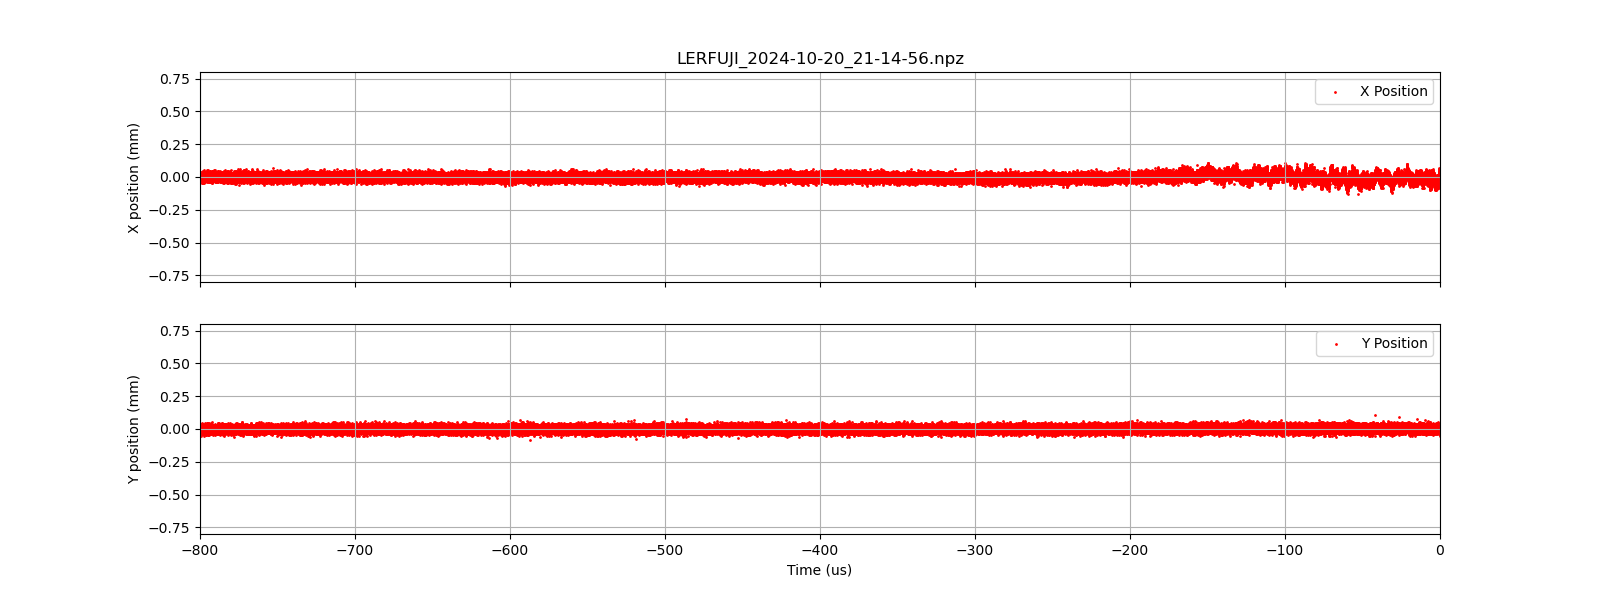 LERFUJI_2024-10-20_21-14-56.npz
X position (mm)
0.75
0.50
0.25
0.00
−0.25
−0.50
−0.75
X Position
Y position (mm)
0.75
0.50
0.25
0.00
−0.25
−0.50
−0.75
Y Position
−800 −700 −600 −500 −400 −300 −200 −100 0
Time (us)